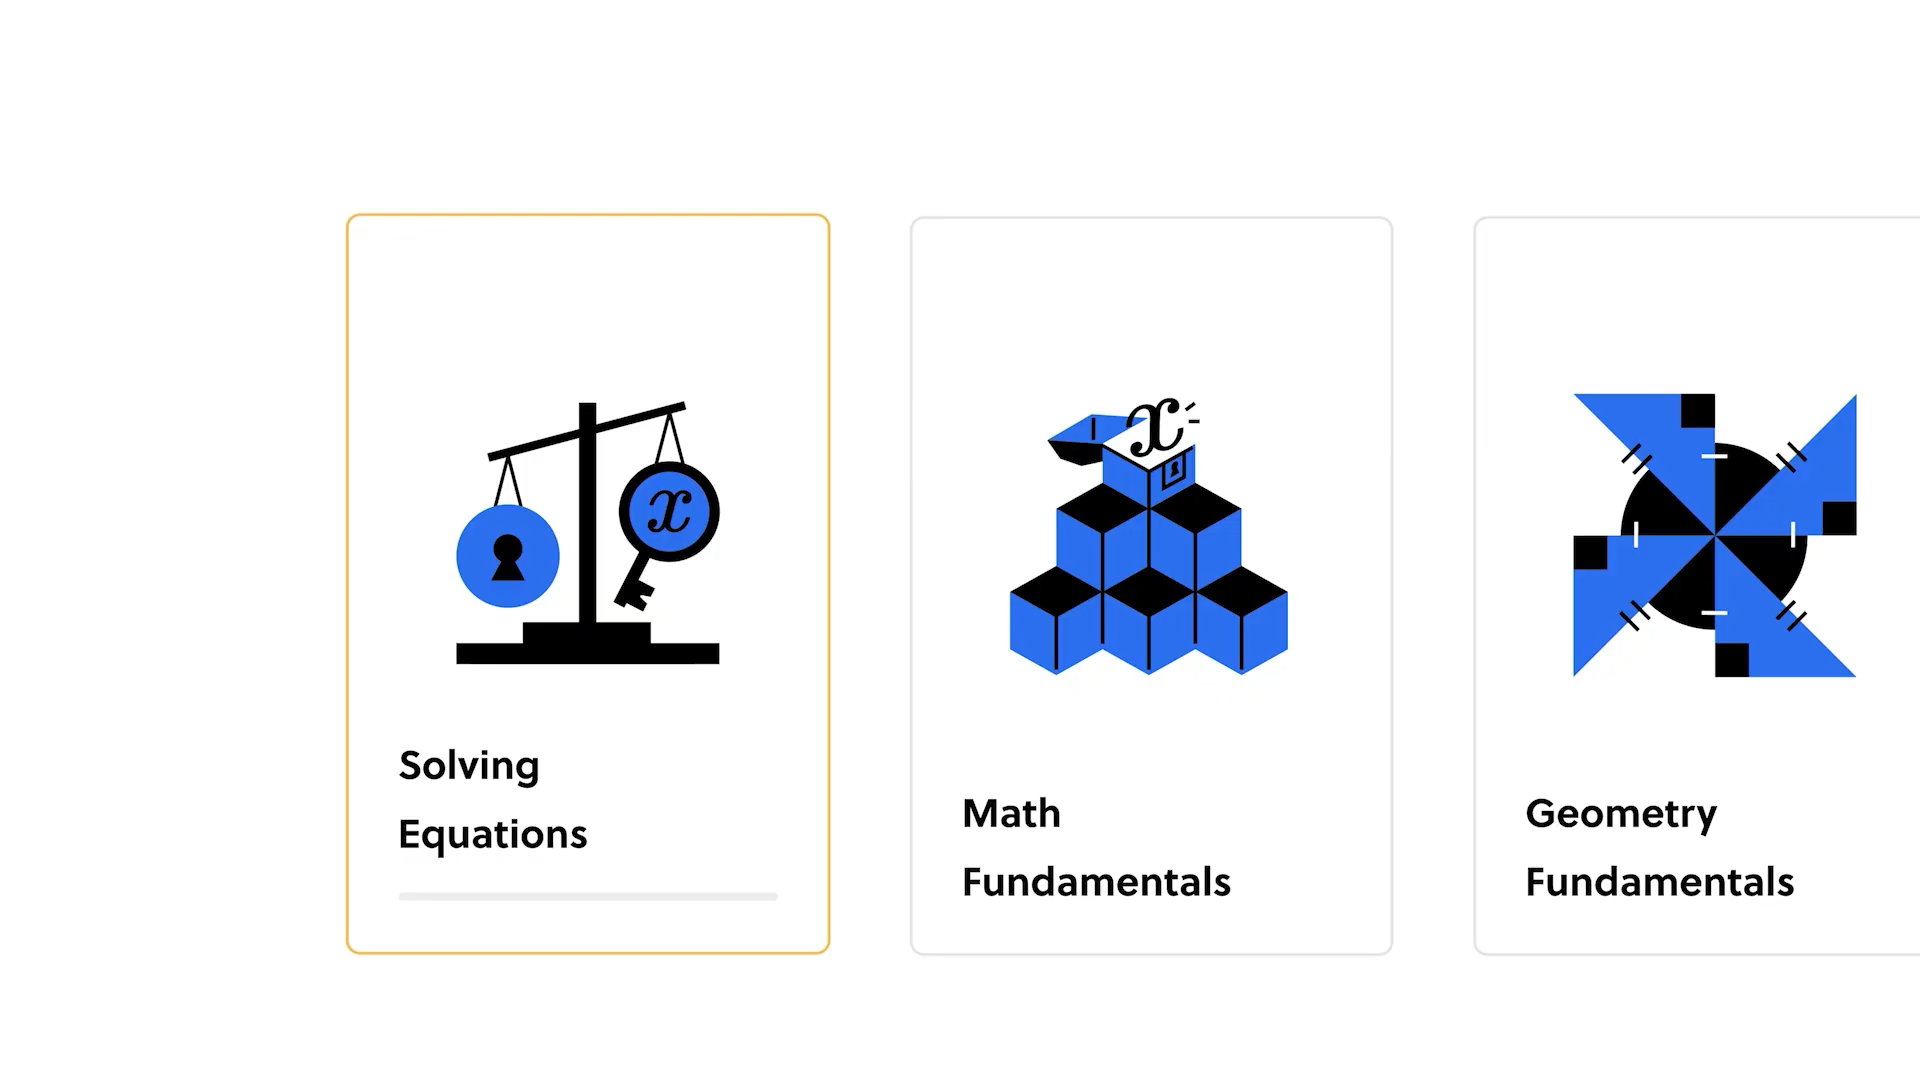 x
Solving
Equations
x
Math
Fundamentals
Geometry
Fundamentals